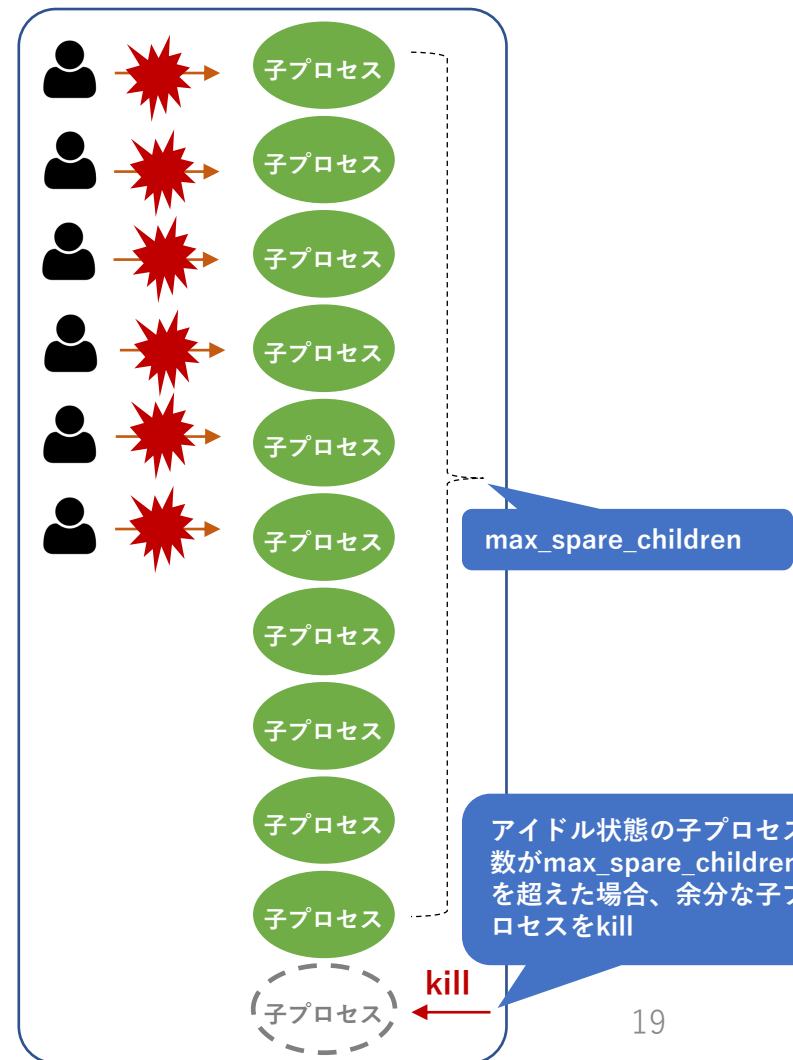 子プロセス
子プロセス
子プロセス
子プロセス
子プロセス
子プロセス
max_spare_children
子プロセス
子プロセス
子プロセス
アイドル状態の子プロセス
数がmax_spare_children
を超えた場合、余分な子プ
ロセスをkill
子プロセス
kill
子プロセス
19